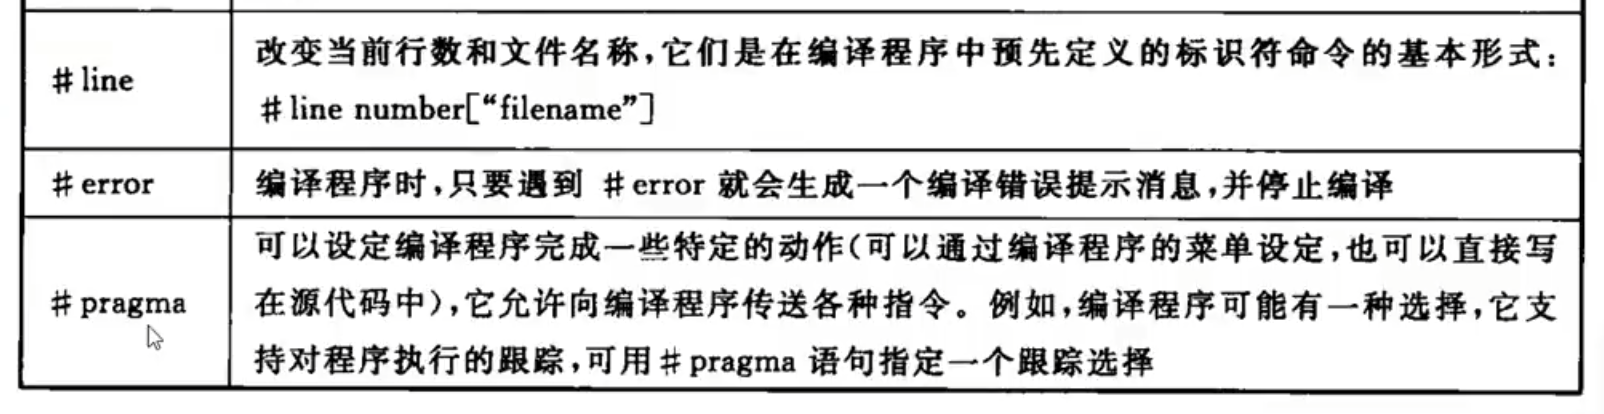 改变当前行数和文件名称,它们是在编译程序中预先定义的标识符命令的基本形式:
#line
#line number[“filename”]
#error
编译程序时,只要遇到 #error 就会生成一个编译错误提示消息,并停止编译
可以设定编译程序完成一些特定的动作(可以通过编译程序的菜单设定,也可以直接写
#pragma
在源代码中),它允许向编译程序传送各种指令。例如,编译程序可能有一种选择,它支
持对程序执行的跟踪,可用#pragma 语句指定一个跟踪选择